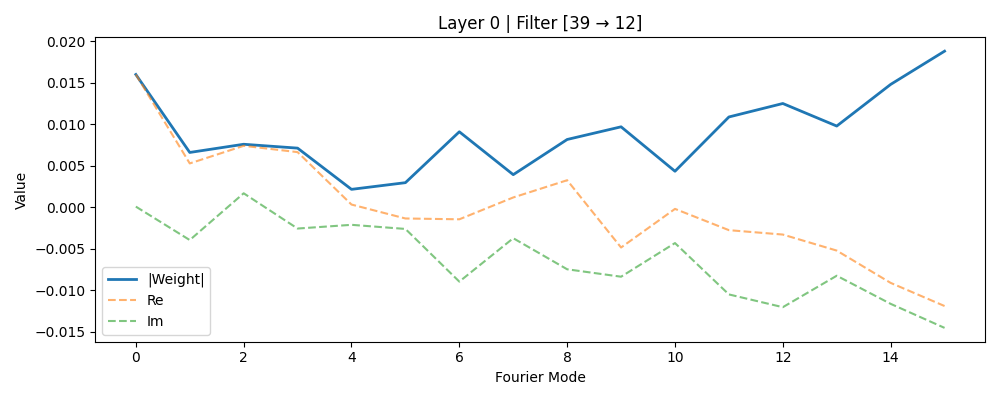 Layer 0 | Filter [39 → 12]
Value
0.020
0.015
0.010
0.005
0.000
−0.005
−0.010
−0.015
|Weight|
Re
Im
0 2 4 6 8 10 12 14
Fourier Mode